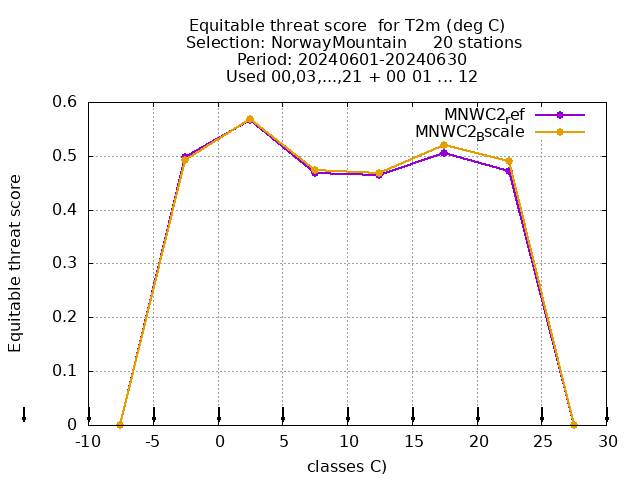 Equitable threat score  for T2m (deg C)
Selection: NorwayMountain     20 stations
Period: 20240601-20240630
Used 00,03,...,21 + 00 01 ... 12
MNWC2ref
MNWC2Bscale
Equitable threat score
0.6
0.5
0.4
0.3
0.2
0.1
0
-10 -5 0 5 10 15 20 25 30
classes C)